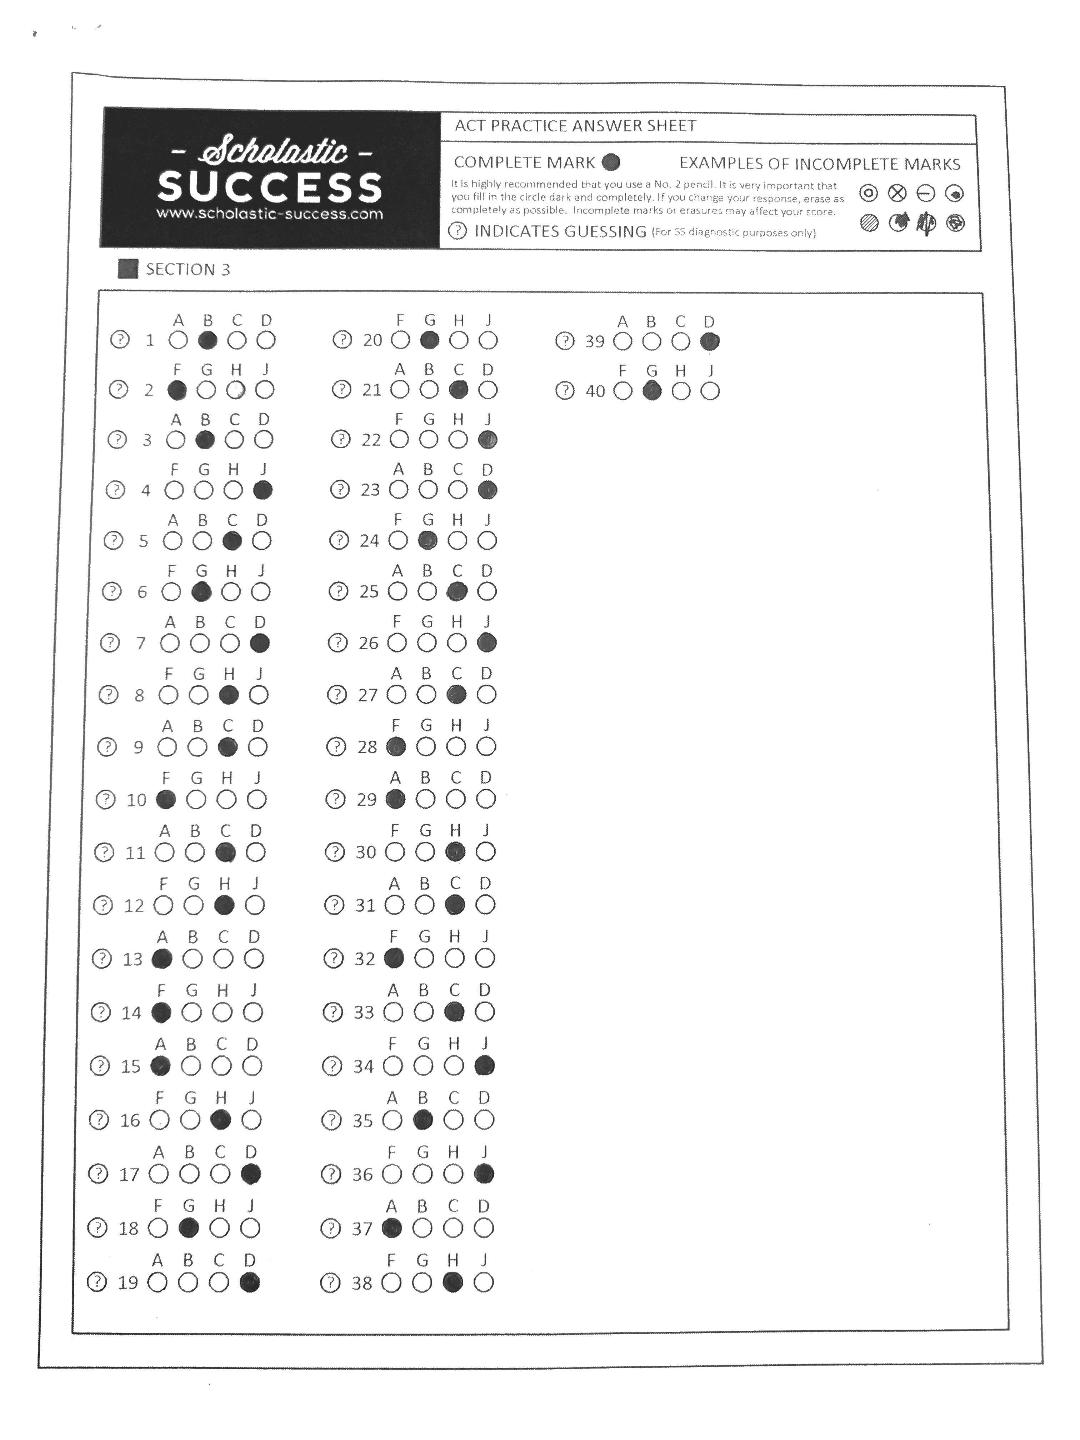 - Scholastic -
SUCCESS
www.scholastic-success.com
ACT PRACTICE ANSWER SHEET
COMPLETE MARK
EXAMPLES OF INCOMPLETE MARKS
It is highly recommended that you use a No. 2 pencil. It is very important that
you fill in the circle dark and completely. If you change your response, erase as
completely as possible. Incomplete marks or erasures may affect your score.
? INDICATES GUESSING (For SS diagnostic purposes only)
SECTION 3
A B C D
? 1
F G H J
? 2
A B C D
? 3
F G H J
? 4
A B C D
? 5
F G H J
? 6
A B C D
? 7
F G H J
? 8
A B C D
? 9
F G H J
? 10
A B C D
? 11
F G H J
? 12
A B C D
? 13
F G H J
? 14
A B C D
? 15
F G H J
? 16
A B C D
? 17
F G H J
? 18
A B C D
? 19
F G H J
? 20
A B C D
? 21
F G H J
? 22
A B C D
? 23
F G H J
? 24
A B C D
? 25
F G H J
? 26
A B C D
? 27
F G H J
? 28
A B C D
? 29
F G H J
? 30
A B C D
? 31
F G H J
? 32
A B C D
? 33
F G H J
? 34
A B C D
? 35
F G H J
? 36
A B C D
? 37
F G H J
? 38
A B C D
? 39
F G H J
? 40